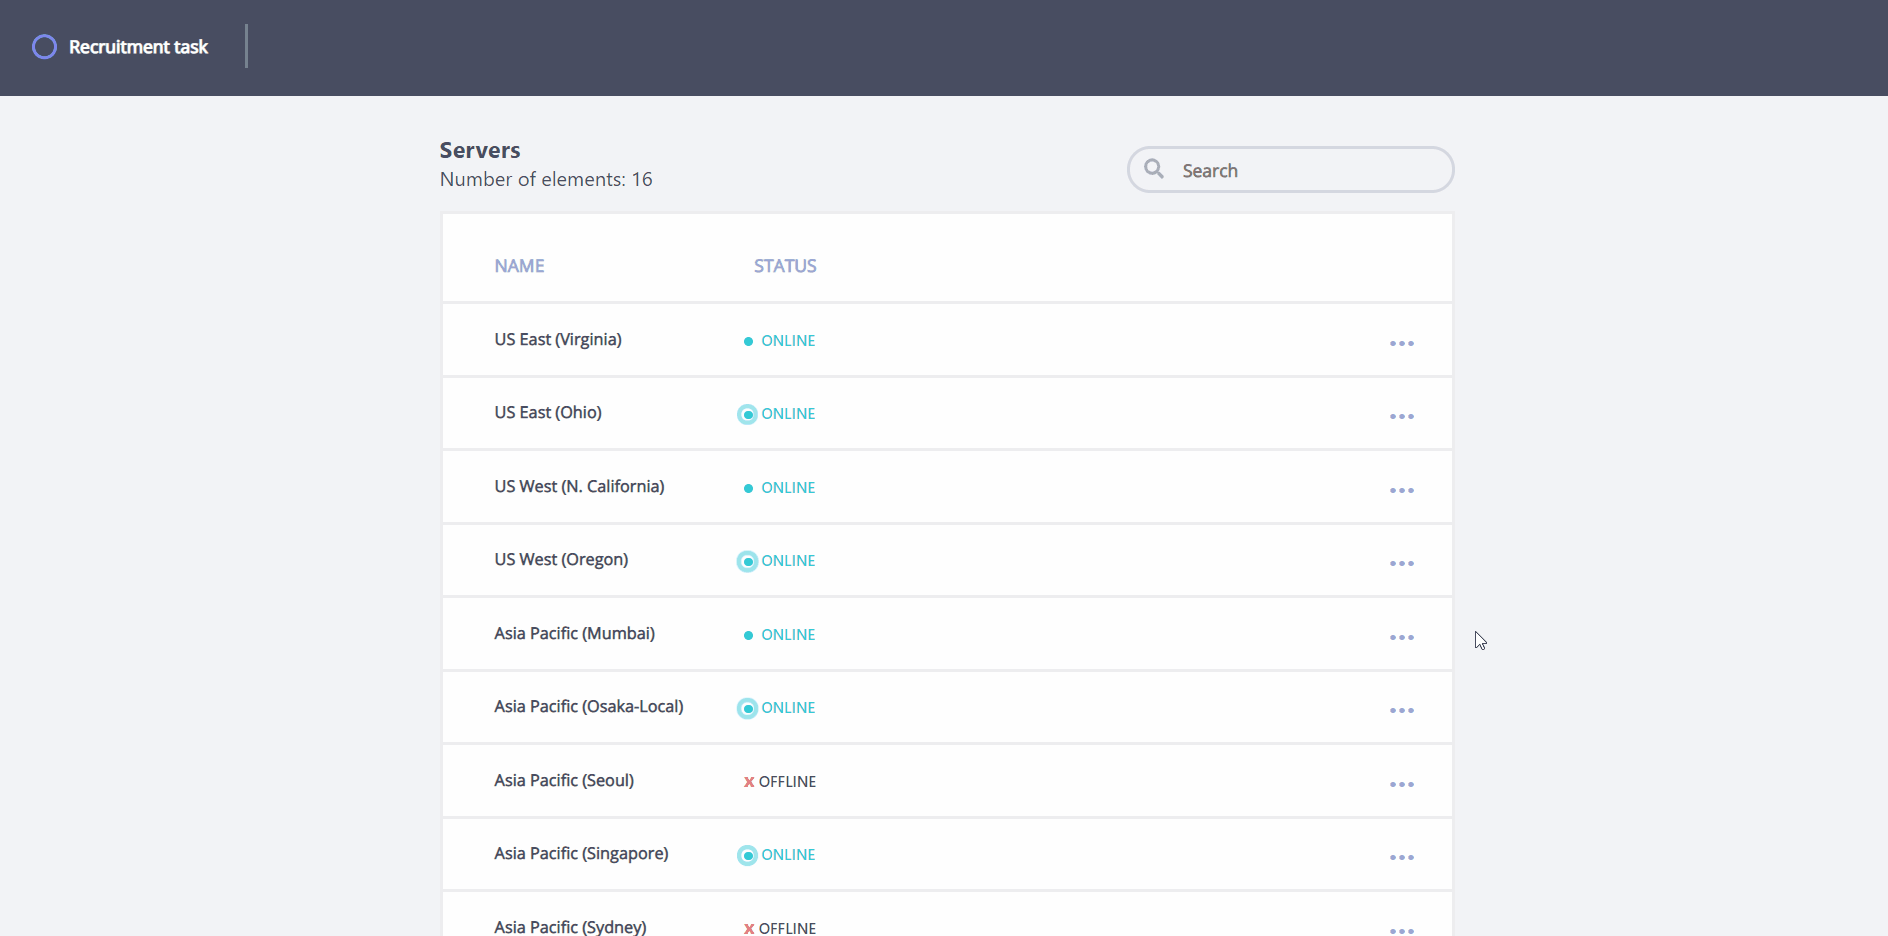 Recruitment task
Servers
Number of elements: 16
Search
NAME STATUS
US East (Virginia) ONLINE
US East (Ohio) ONLINE
US West (N. California) ONLINE
US West (Oregon) ONLINE
Asia Pacific (Mumbai) ONLINE
Asia Pacific (Osaka-Local) ONLINE
Asia Pacific (Seoul) x OFFLINE
Asia Pacific (Singapore) ONLINE
Asia Pacific (Sydney) x OFFLINE